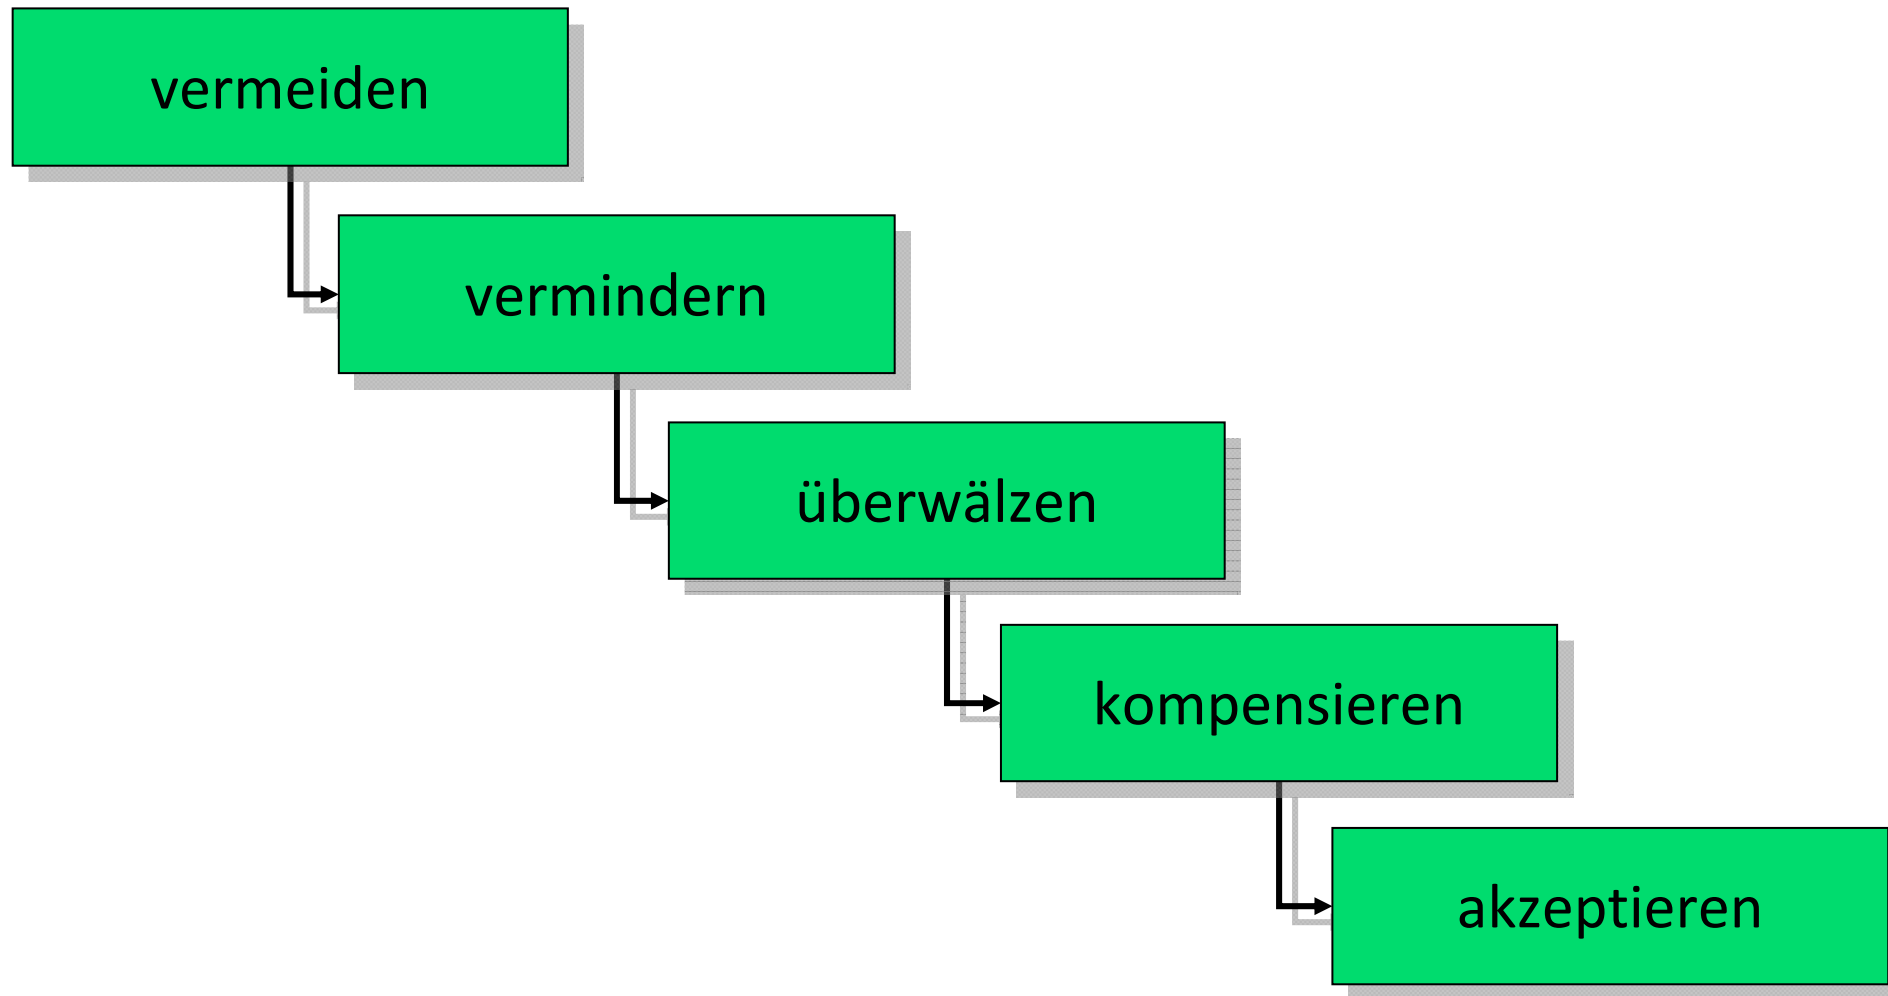 vermeiden
vermindern
überwälzen
kompensieren
akzeptieren